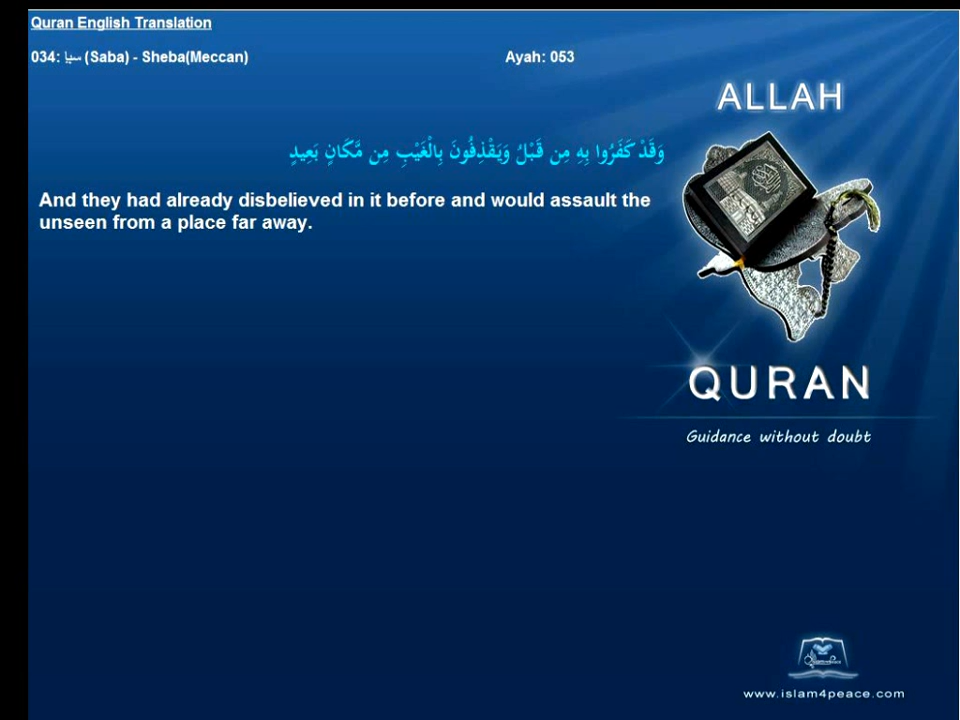 Quran English Translation
034: سبإ (Saba) - Sheba(Meccan) Ayah: 053
ALLAH
وَقَدْ كَفَرُوا بِهِ مِن قَبْلُ وَيَقْذِفُونَ بِالْغَيْبِ مِن مَّكَانٍ بَعِيدٍ
And they had already disbelieved in it before and would assault the
unseen from a place far away.
QURAN
Guidance without doubt
www.islam4peace.com